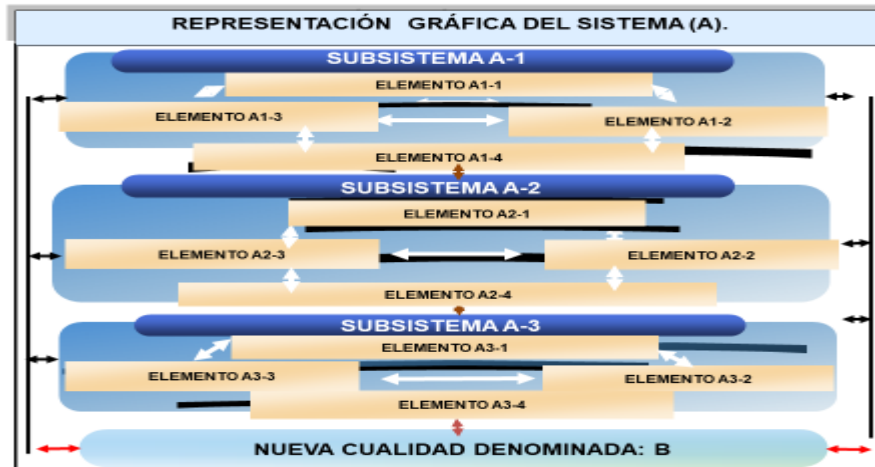 REPRESENTACIÓN GRÁFICA DEL SISTEMA (A).
SUBSISTEMA A-1
ELEMENTO A1-1
ELEMENTO A1-3
ELEMENTO A1-2
ELEMENTO A1-4
SUBSISTEMA A-2
ELEMENTO A2-1
ELEMENTO A2-3
ELEMENTO A2-2
ELEMENTO A2-4
SUBSISTEMA A-3
ELEMENTO A3-1
ELEMENTO A3-3
ELEMENTO A3-2
ELEMENTO A3-4
NUEVA CUALIDAD DENOMINADA: B